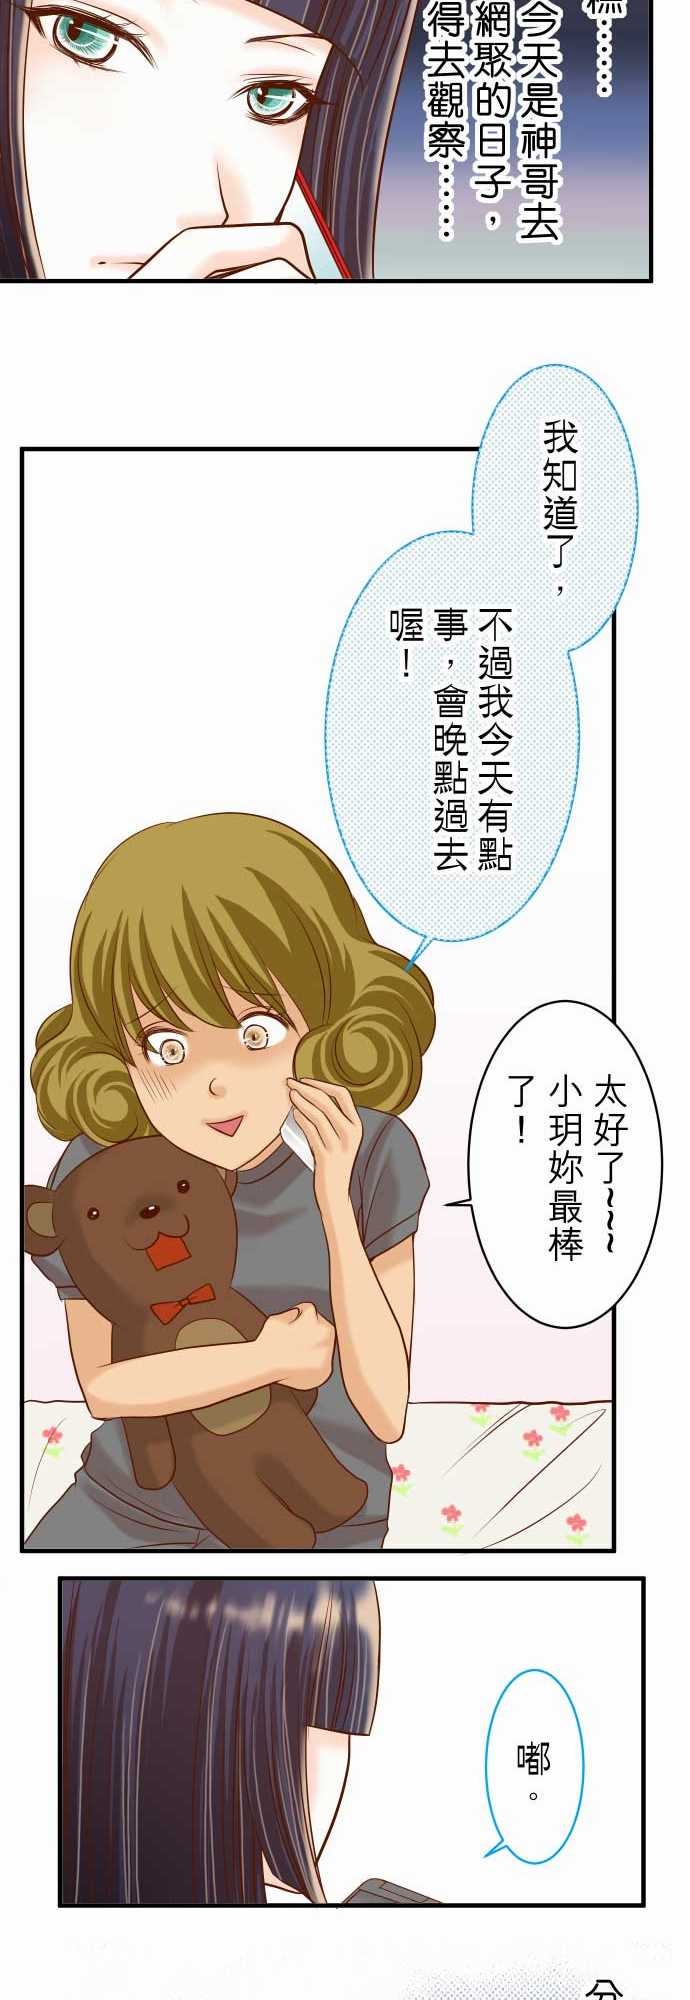 今天是神哥去
網聚的日子，
得去觀察……
我知道了，
不過我今天有點
事，會晚點過去
喔！
太好了~~~
小玥妳最棒
了！
嘟。